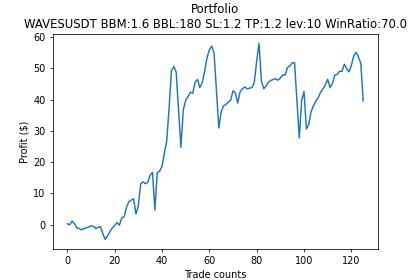 Portfolio
WAVESUSDT BBM:1.6 BBL:180 SL:1.2 TP:1.2 lev:10 WinRatio:70.0
Profit ($)
60
50
40
30
20
10
0
0 20 40 60 80 100 120
Trade counts